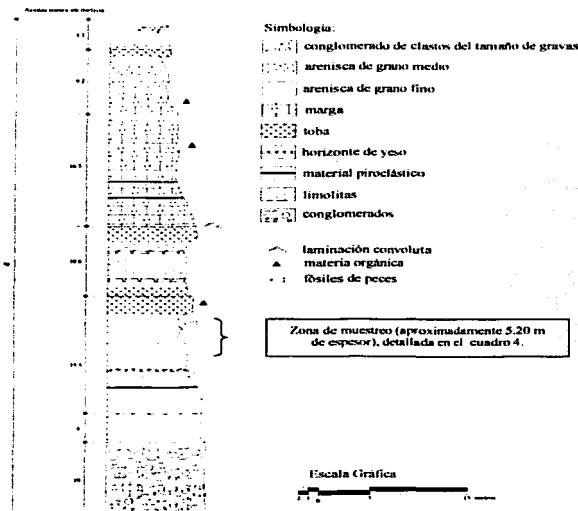 Simbología:
conglomerado de clastos del tamaño de gravas
arenisca de grano medio
arenisca de grano fino
marga
toba
horizonte de yeso
material piroclástico
limolitas
conglomerados
laminación convoluta
matería orgánica
fósiles de peces
Zona de muestreo (aproximadamente 5.20 m
de espesor), detallada en el cuadro 4.
Escala Gráfica